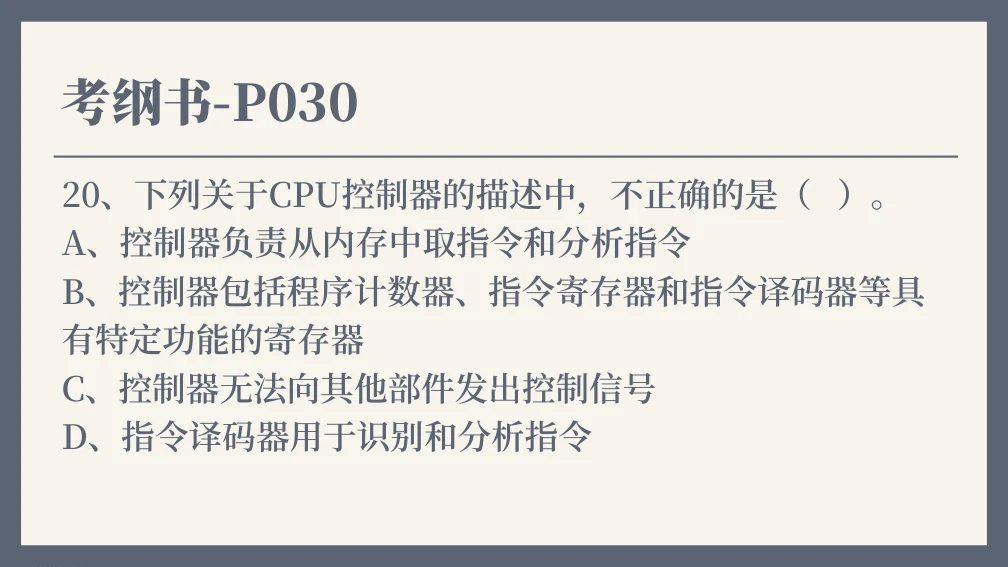 考纲书-P030
20、下列关于CPU控制器的描述中，不正确的是（  ）。
A、控制器负责从内存中取指令和分析指令
B、控制器包括程序计数器、指令寄存器和指令译码器等具
有特定功能的寄存器
C、控制器无法向其他部件发出控制信号
D、指令译码器用于识别和分析指令